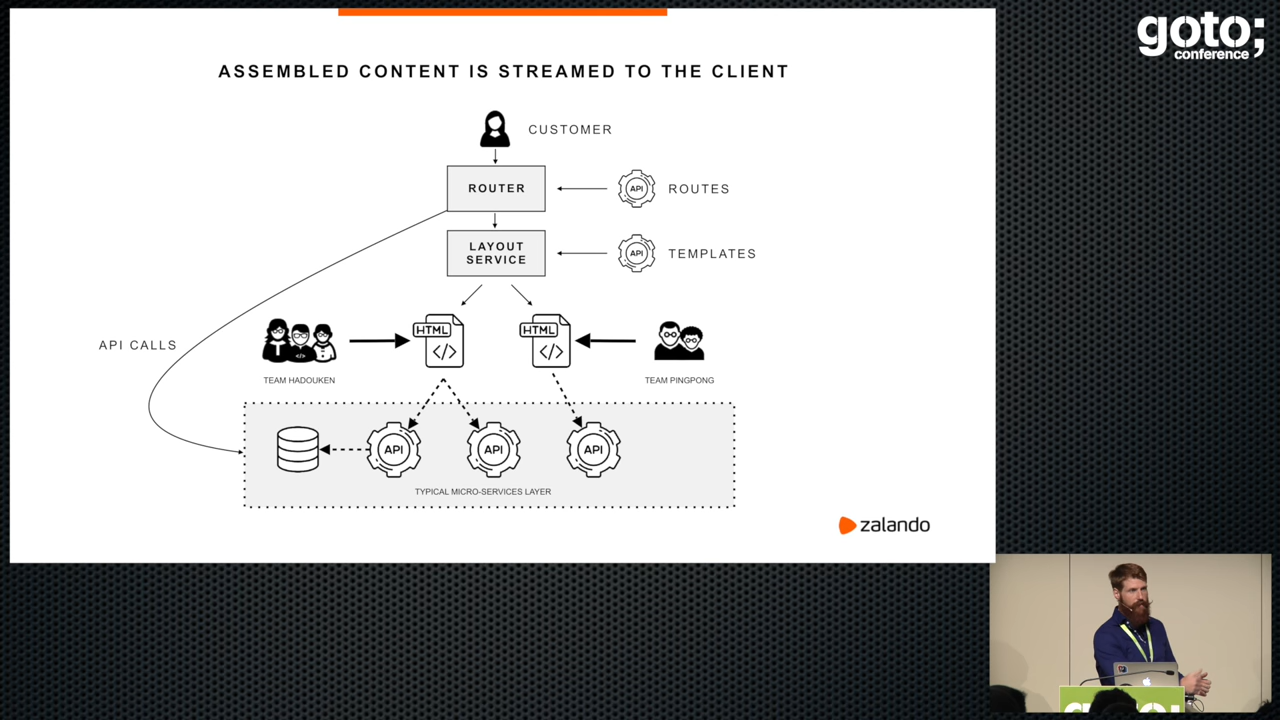 goto;
conference
ASSEMBLED CONTENT IS STREAMED TO THE CLIENT
CUSTOMER
ROUTER
API
ROUTES
LAYOUT
SERVICE
API
TEMPLATES
API CALLS
HTML
</>
HTML
</>
</>
TEAM HADOUKEN
TEAM PINGPONG
API
API
API
TYPICAL MICRO-SERVICES LAYER
zalando
goto;